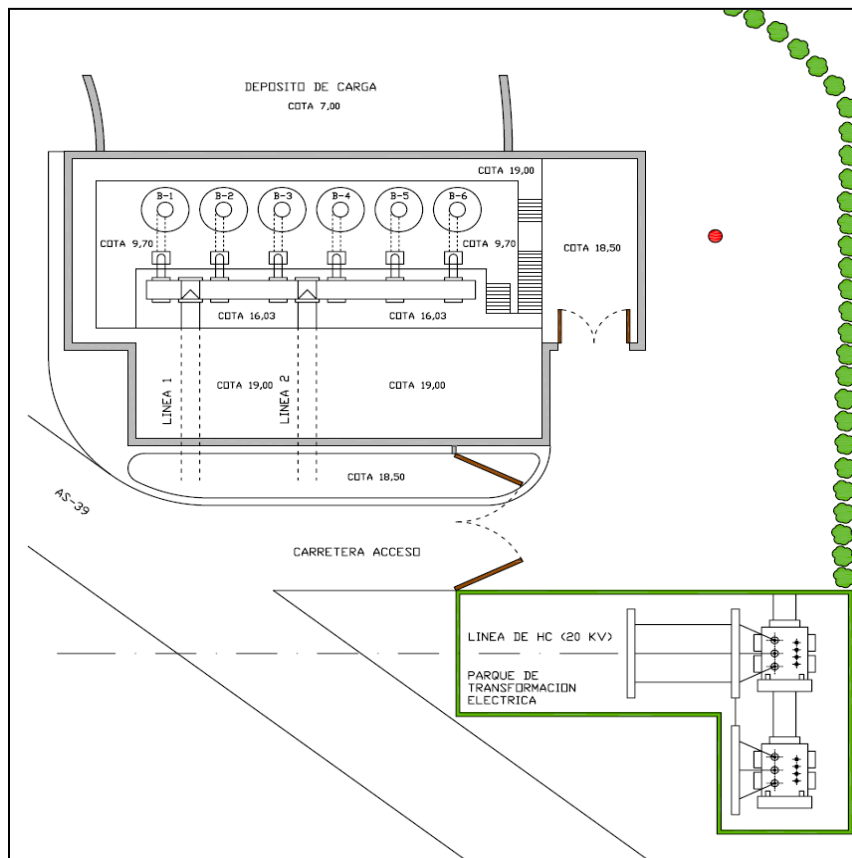 DEPOSITO DE CARGA
COTA 7,00
COTA 19,00
B-1
B-2
B-3
B-4
B-5
B-6
COTA 9,70
COTA 9,70
COTA 18,50
COTA 16,03
COTA 16,03
LINEA 1
COTA 19,00
LINEA 2
COTA 19,00
COTA 18,50
AS-39
CARRETERA ACCESO
LINEA DE HC (20 KV)
PARQUE DE
TRANSFORMACION
ELECTRICA